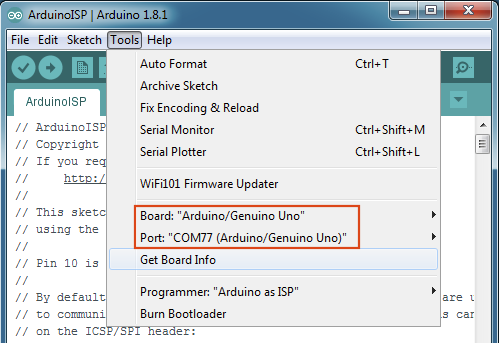 ArduinoISP | Arduino 1.8.1
File Edit Sketch Tools Help
Auto Format Ctrl+T
Archive Sketch
Fix Encoding & Reload
Serial Monitor Ctrl+Shift+M
Serial Plotter Ctrl+Shift+L
WiFi101 Firmware Updater
Board: "Arduino/Genuino Uno"
Port: "COM77 (Arduino/Genuino Uno)"
Get Board Info
Programmer: "Arduino as ISP"
Burn Bootloader
ArduinoISP
// ArduinoISP
// Copyright
// If you req
// http:/
//
// This sketc
// using the
//
// Pin 10 is
//
// By default are u
// to communi s can
// on the ICSP/SPI header: